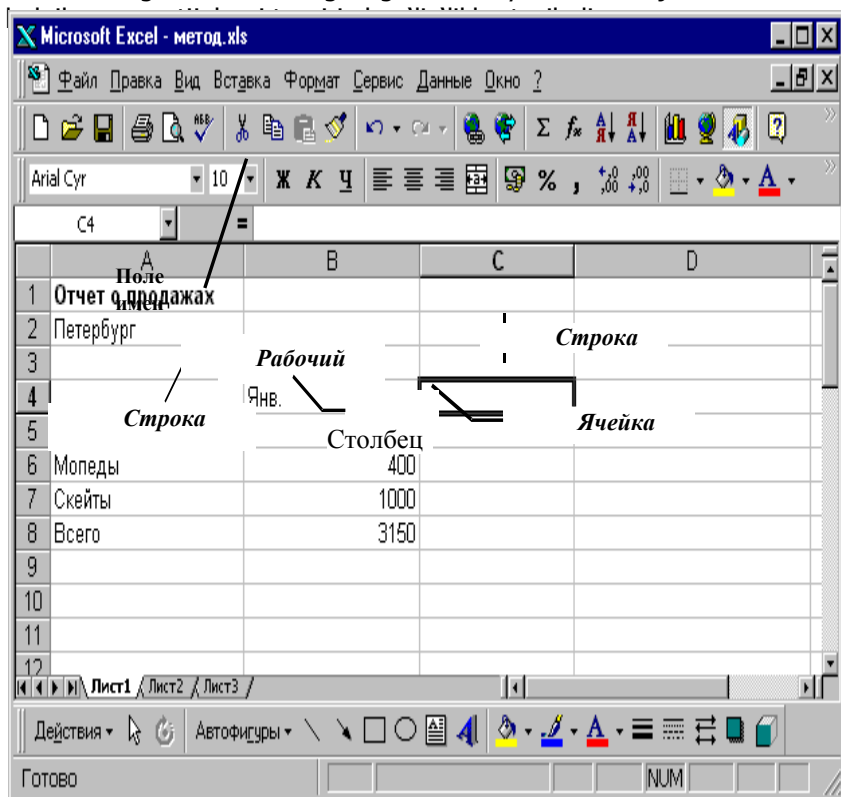 Microsoft Excel - метод.xls
Файл Правка Вид Вставка Формат Сервис Данные Окно ?
Arial Cyr 10 Ж К Ч % ,
C4 =
A B C D
Поле
1 Отчет о продажах
имен
2 Петербург
Строка
3
Рабочий
4 Янв.
Строка
Ячейка
5
Столбец
6 Мопеды 400
7 Скейты 1000
8 Всего 3150
9
10
11
12
Лист1 Лист2 Лист3
Действия Автофигуры
Готово NUM